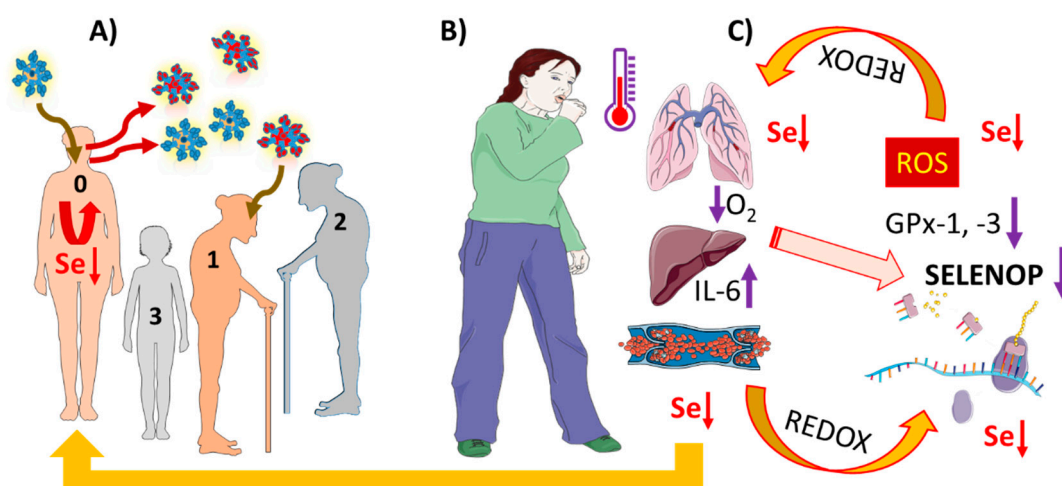 A)
0
Se↓
1
2
3
B)
C)
REDOX
Se↓
Se↓
ROS
↓O₂
GPx-1, -3↓
SELENOP↓
IL-6↑
Se↓
REDOX
Se↓